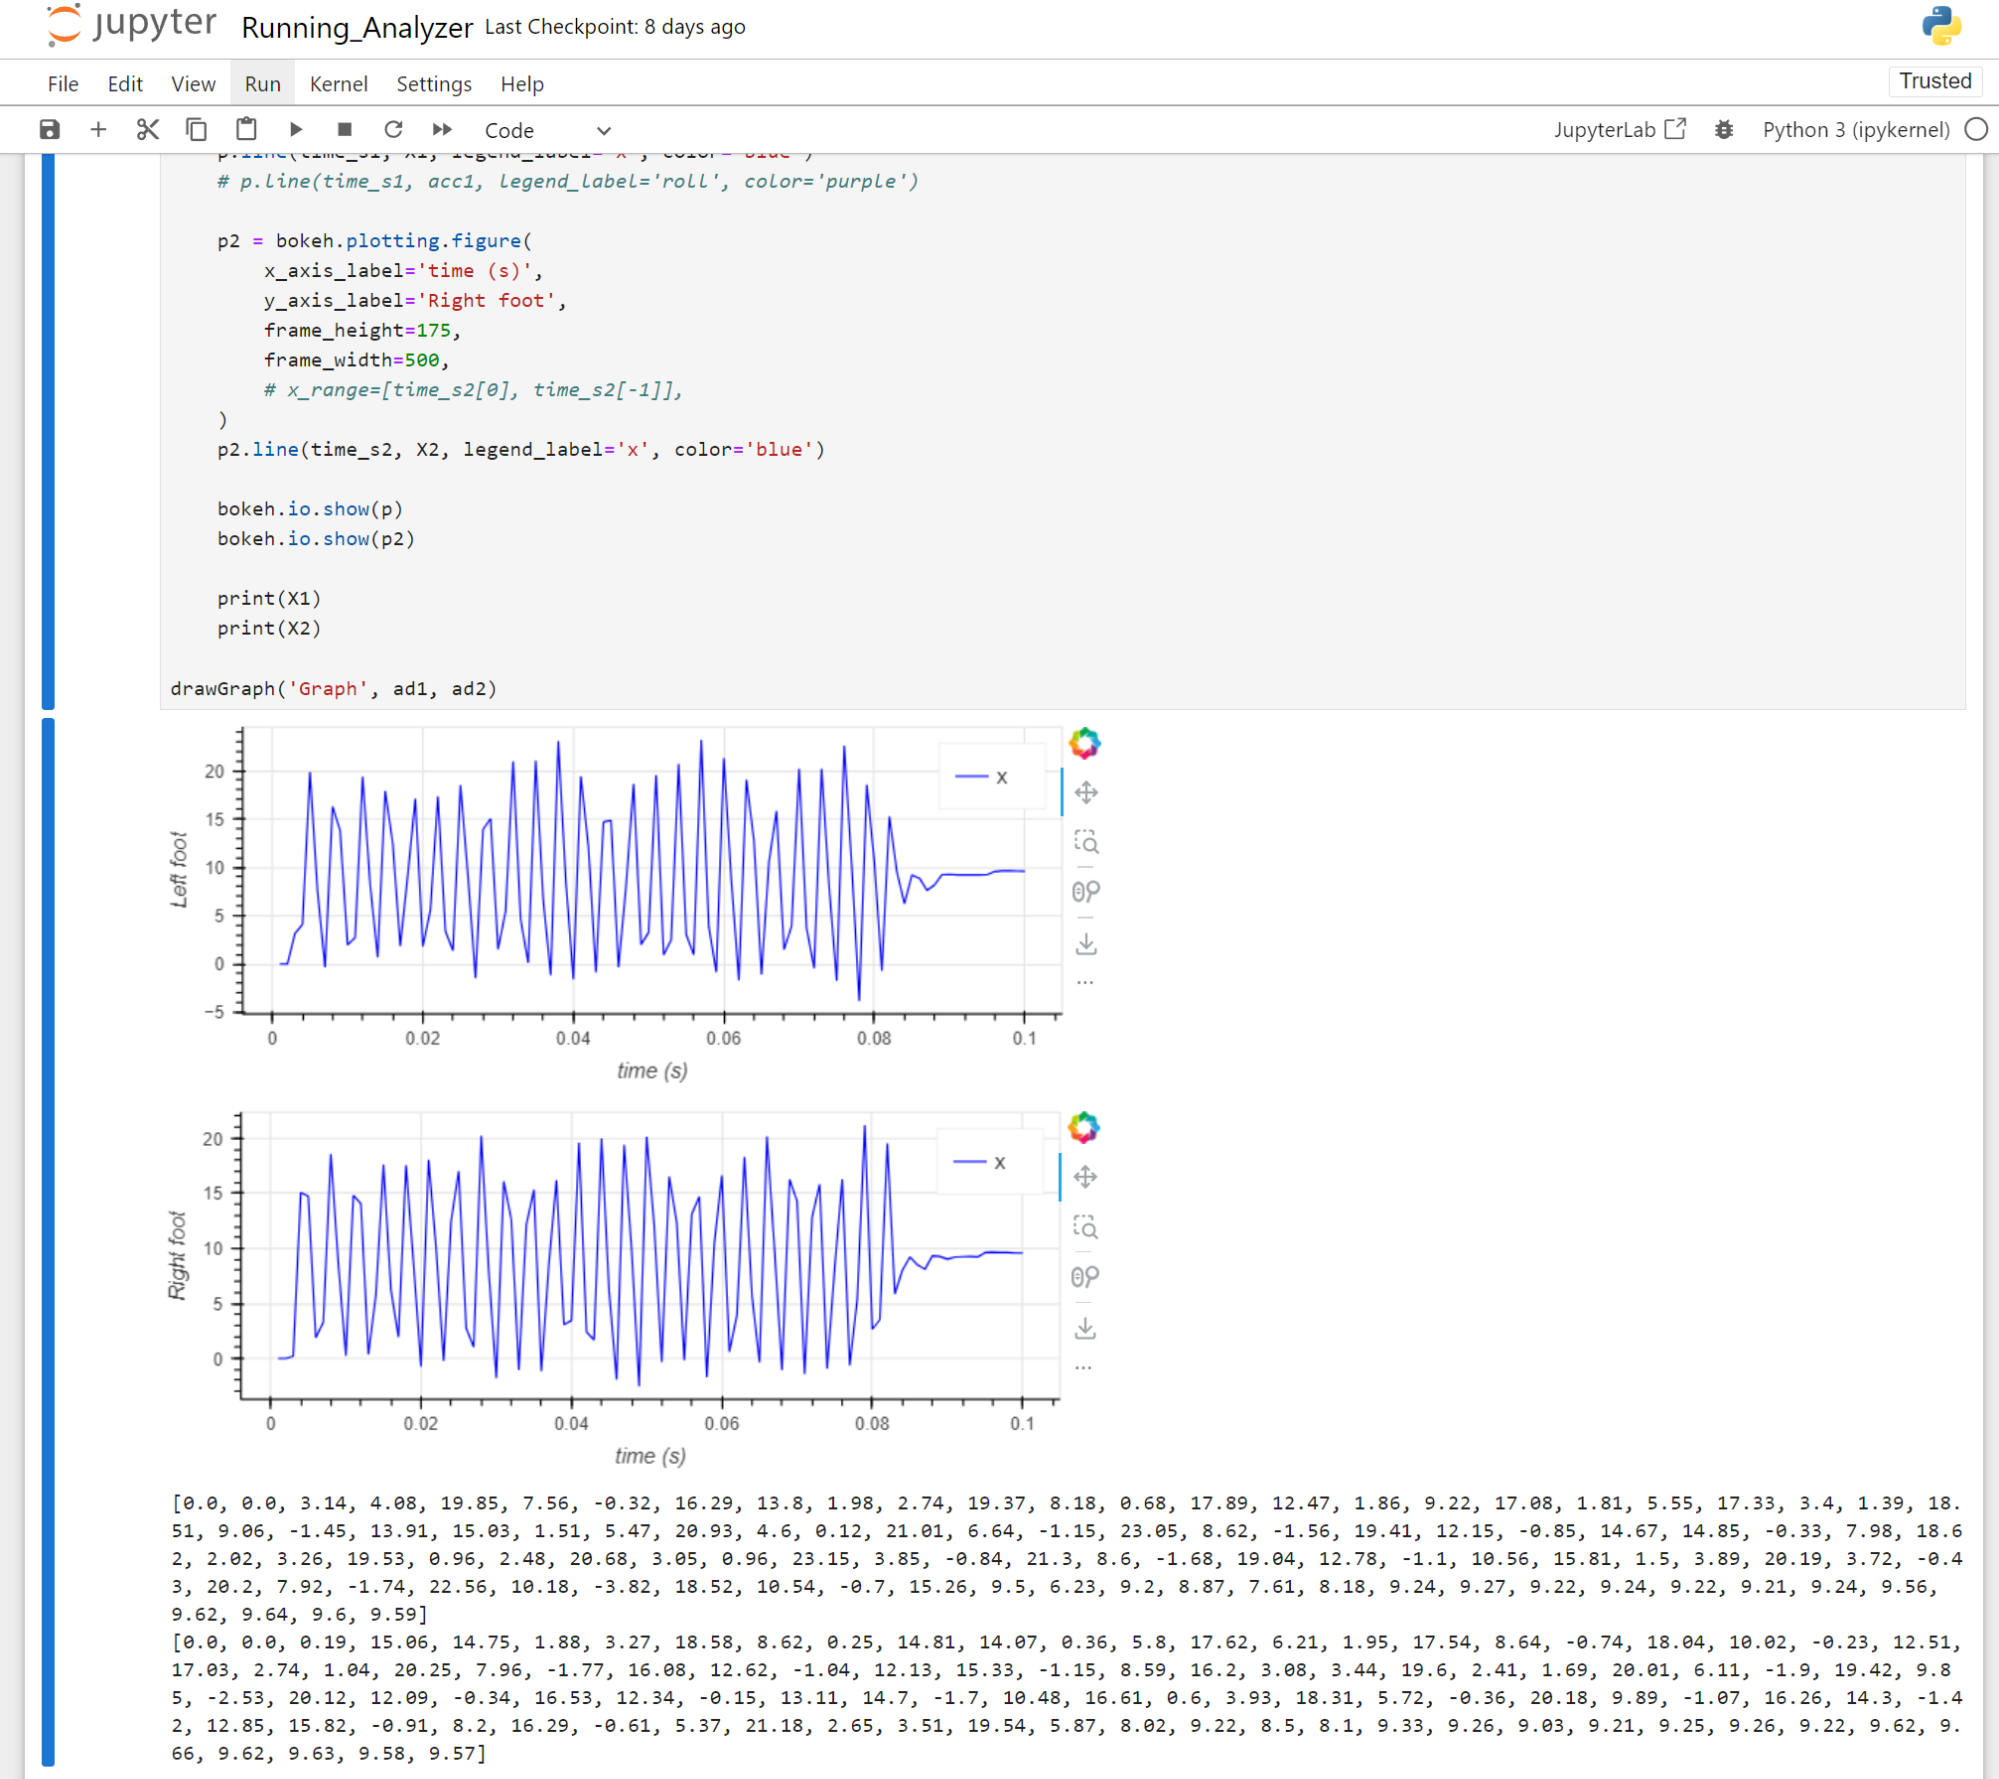 jupyter Running_Analyzer Last Checkpoint: 8 days ago
File Edit View Run Kernel Settings Help Trusted
Code JupyterLab Python 3 (ipykernel)
p.line(time_s1, X1, legend_label='x', color='blue')
# p.line(time_s1, acc1, legend_label='roll', color='purple')
p2 = bokeh.plotting.figure(
x_axis_label='time (s)',
y_axis_label='Right foot',
frame_height=175,
frame_width=500,
# x_range=[time_s2[0], time_s2[-1]],
)
p2.line(time_s2, X2, legend_label='x', color='blue')
bokeh.io.show(p)
bokeh.io.show(p2)
print(X1)
print(X2)
drawGraph('Graph', ad1, ad2)
Left foot
20
15
10
5
0
−5
x
0 0.02 0.04 0.06 0.08 0.1
time (s)
Right foot
20
15
10
5
0
x
0 0.02 0.04 0.06 0.08 0.1
time (s)
[0.0, 0.0, 3.14, 4.08, 19.85, 7.56, -0.32, 16.29, 13.8, 1.98, 2.74, 19.37, 8.18, 0.68, 17.89, 12.47, 1.86, 9.22, 17.08, 1.81, 5.55, 17.33, 3.4, 1.39, 18.
51, 9.06, -1.45, 13.91, 15.03, 1.51, 5.47, 20.93, 4.6, 0.12, 21.01, 6.64, -1.15, 23.05, 8.62, -1.56, 19.41, 12.15, -0.85, 14.67, 14.85, -0.33, 7.98, 18.6
2, 2.02, 3.26, 19.53, 0.96, 2.48, 20.68, 3.05, 0.96, 23.15, 3.85, -0.84, 21.3, 8.6, -1.68, 19.04, 12.78, -1.1, 10.56, 15.81, 1.5, 3.89, 20.19, 3.72, -0.4
3, 20.2, 7.92, -1.74, 22.56, 10.18, -3.82, 18.52, 10.54, -0.7, 15.26, 9.5, 6.23, 9.2, 8.87, 7.61, 8.18, 9.24, 9.27, 9.22, 9.24, 9.22, 9.21, 9.24, 9.56,
9.62, 9.64, 9.6, 9.59]
[0.0, 0.0, 0.19, 15.06, 14.75, 1.88, 3.27, 18.58, 8.62, 0.25, 14.81, 14.07, 0.36, 5.8, 17.62, 6.21, 1.95, 17.54, 8.64, -0.74, 18.04, 10.02, -0.23, 12.51,
17.03, 2.74, 1.04, 20.25, 7.96, -1.77, 16.08, 12.62, -1.04, 12.13, 15.33, -1.15, 8.59, 16.2, 3.08, 3.44, 19.6, 2.41, 1.69, 20.01, 6.11, -1.9, 19.42, 9.8
5, -2.53, 20.12, 12.09, -0.34, 16.53, 12.34, -0.15, 13.11, 14.7, -1.7, 10.48, 16.61, 0.6, 3.93, 18.31, 5.72, -0.36, 20.18, 9.89, -1.07, 16.26, 14.3, -1.4
2, 12.85, 15.82, -0.91, 8.2, 16.29, -0.61, 5.37, 21.18, 2.65, 3.51, 19.54, 5.87, 8.02, 9.22, 8.5, 8.1, 9.33, 9.26, 9.03, 9.21, 9.25, 9.26, 9.22, 9.62, 9.
66, 9.62, 9.63, 9.58, 9.57]